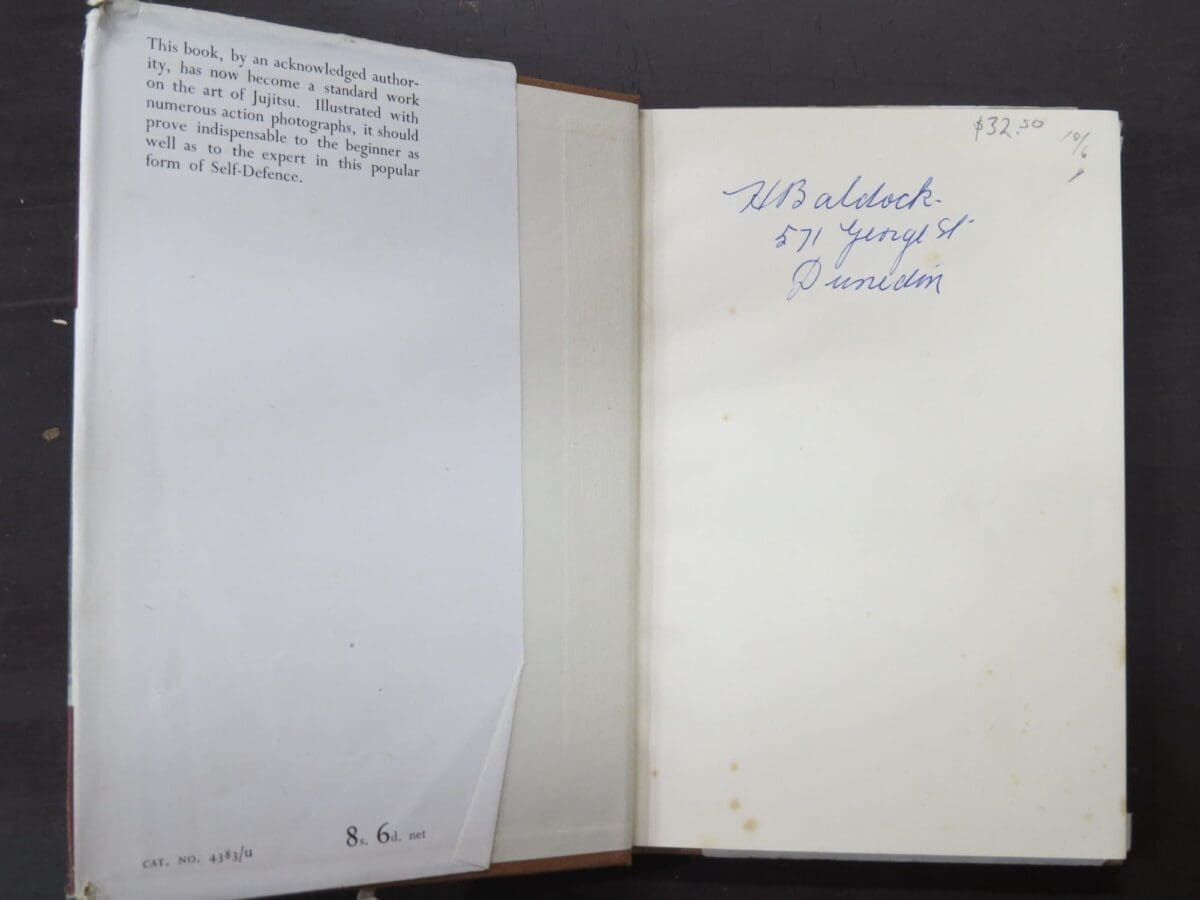 This book, by an acknowledged author-
ity, has now become a standard work
on the art of Jujitsu. Illustrated with
numerous action photographs, it should
prove indispensable to the beginner as
well as to the expert in this popular
form of Self-Defence.
CAT. NO. 4383/U
8s. 6d. net
$32.50
10/6
H Baldock.
571 George St
Dunedin